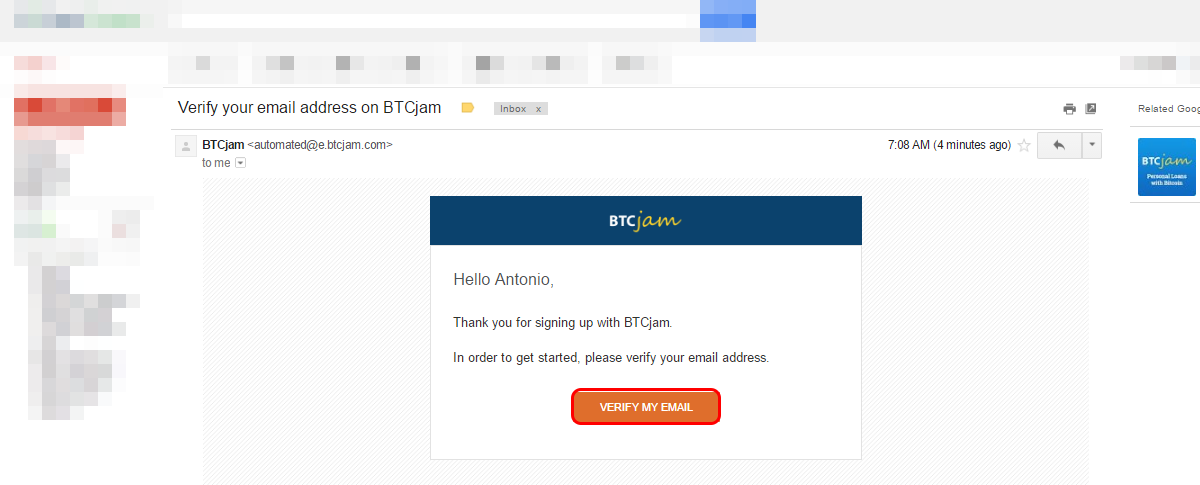 Verify your email address on BTCjam
Inbox x
Related Goog
BTCjam <automated@e.btcjam.com>
7:08 AM (4 minutes ago)
to me
BTCjam
Personal Loans
with Bitcoin
BTCjam
Hello Antonio,
Thank you for signing up with BTCjam.
In order to get started, please verify your email address.
VERIFY MY EMAIL